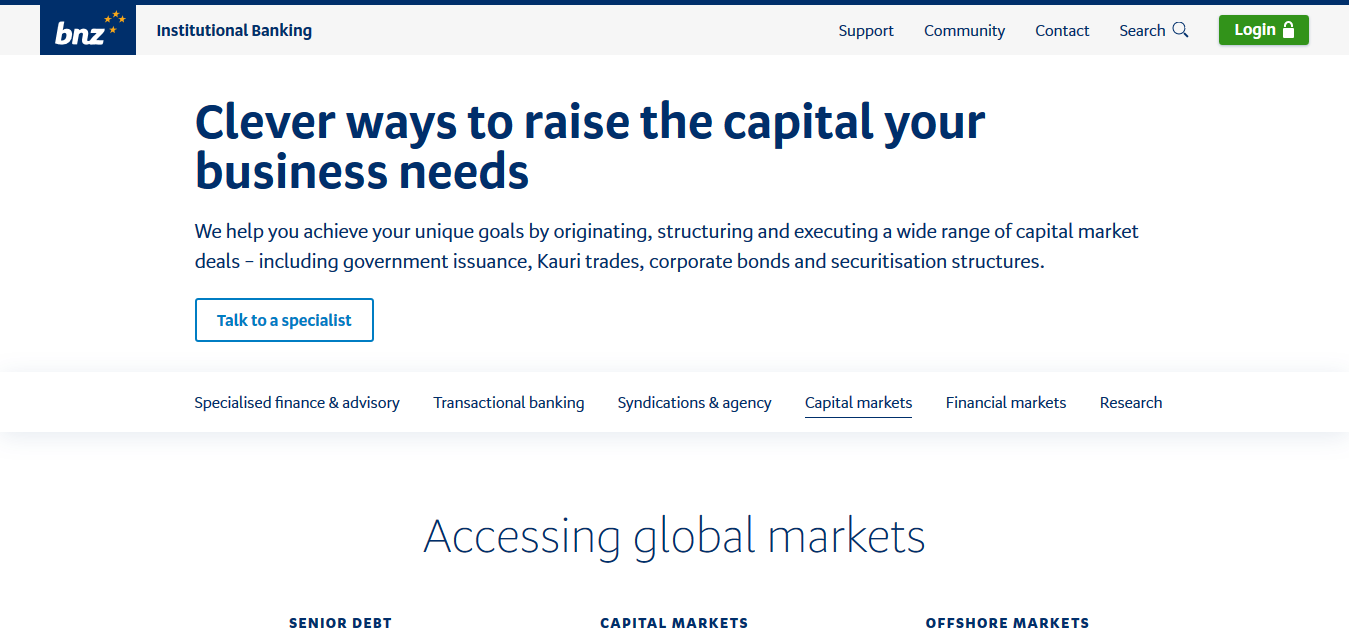 bnz
Institutional Banking
Support
Community
Contact
Search
Login
Clever ways to raise the capital your
business needs
We help you achieve your unique goals by originating, structuring and executing a wide range of capital market
deals – including government issuance, Kauri trades, corporate bonds and securitisation structures.
Talk to a specialist
Specialised finance & advisory
Transactional banking
Syndications & agency
Capital markets
Financial markets
Research
Accessing global markets
SENIOR DEBT
CAPITAL MARKETS
OFFSHORE MARKETS